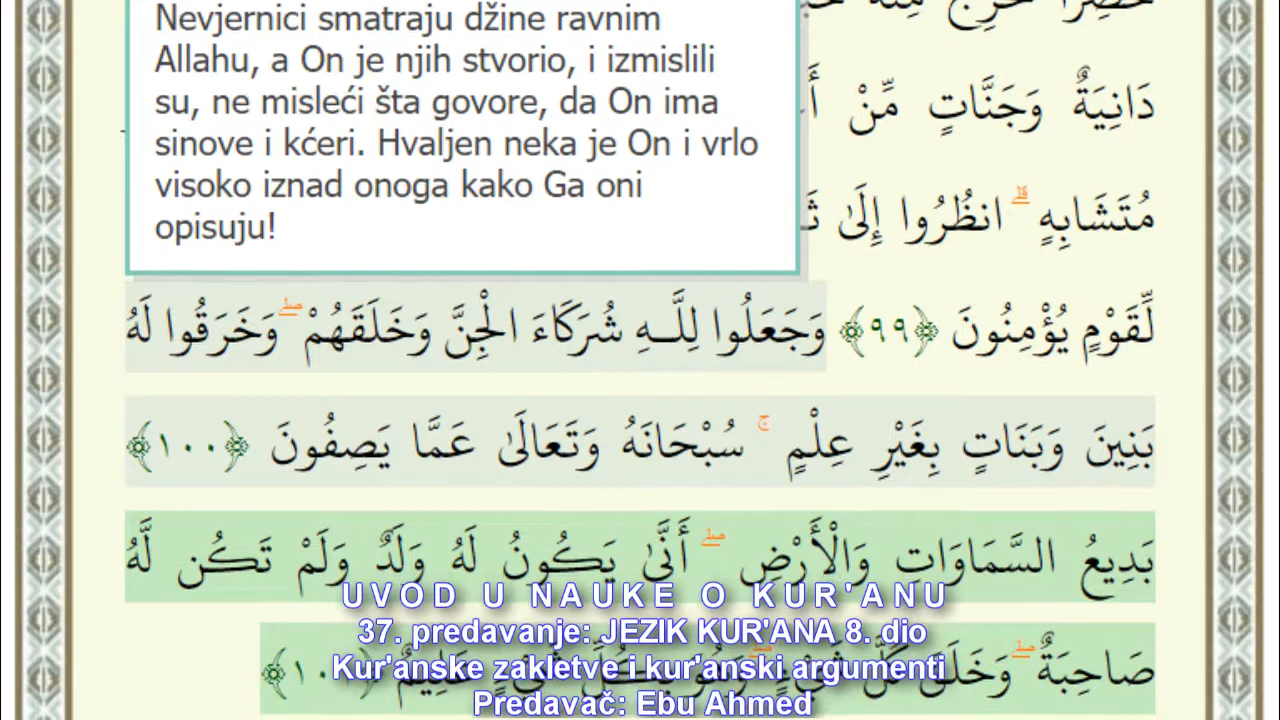 Nevjernici smatraju džine ravnim
Allahu, a On je njih stvorio, i izmislili
su, ne misleći šta govore, da On ima
sinove i kćeri. Hvaljen neka je On i vrlo
visoko iznad onoga kako Ga oni
opisuju!
دَانِيَةٌ وَجَنَّاتٍ مِّنْ
مُتَشَابِهٍ ۗ انظُرُوا إِلَىٰ
لِّقَوْمٍ يُؤْمِنُونَ ﴿٩٩﴾ وَجَعَلُوا لِلَّـهِ شُرَكَاءَ الْجِنَّ وَخَلَقَهُمْ ۖ وَخَرَقُوا لَهُ
بَنِينَ وَبَنَاتٍ بِغَيْرِ عِلْمٍ ۚ سُبْحَانَهُ وَتَعَالَىٰ عَمَّا يَصِفُونَ ﴿١٠٠﴾
بَدِيعُ السَّمَاوَاتِ وَالْأَرْضِ ۖ أَنَّىٰ يَكُونُ لَهُ وَلَدٌ وَلَمْ تَكُن لَّهُ
صَاحِبَةٌ ۖ وَخَلَقَ كُلَّ شَيْءٍ ۖ وَهُوَ بِكُلِّ شَيْءٍ عَلِيمٌ
UVOD U NAUKE O KUR'ANU
37. predavanje: JEZIK KUR'ANA 8. dio
Kur'anske zakletve i kur'anski argumenti
Predavač: Ebu Ahmed